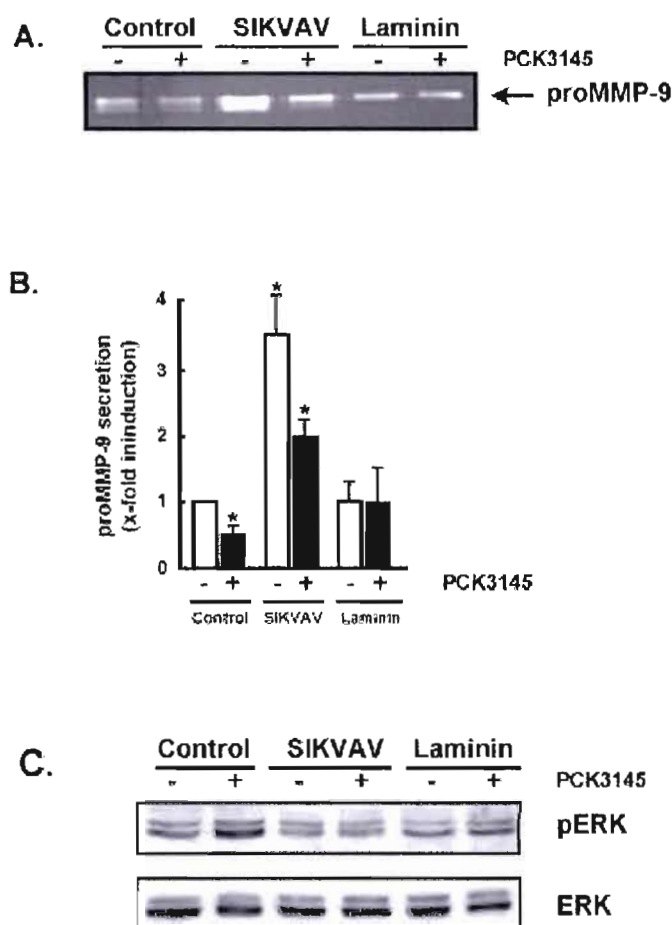 A.
Control SIKVAV Laminin
- + - + - + PCK3145
proMMP-9
B.
proMMP-9 secretion
(x-fold ininduction)
4
3
2
1
0
*
*
*
- + - + - + PCK3145
Control SIKVAV Laminin
C.
Control SIKVAV Laminin
- + - + - + PCK3145
pERK
ERK